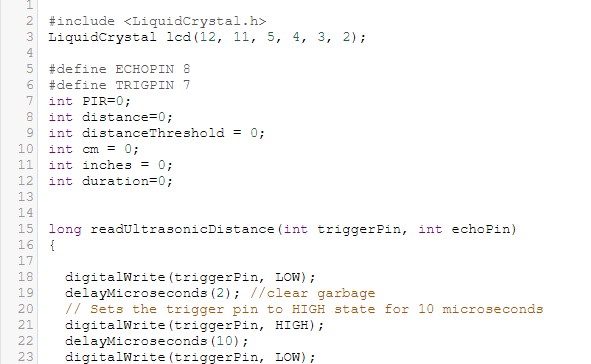 1
2 #include <LiquidCrystal.h>
3 LiquidCrystal lcd(12, 11, 5, 4, 3, 2);
4
5 #define ECHOPIN 8
6 #define TRIGPIN 7
7 int PIR=0;
8 int distance=0;
9 int distanceThreshold = 0;
10 int cm = 0;
11 int inches = 0;
12 int duration=0;
13
14
15 long readUltrasonicDistance(int triggerPin, int echoPin)
16 {
17
18   digitalWrite(triggerPin, LOW);
19   delayMicroseconds(2); //clear garbage
20   // Sets the trigger pin to HIGH state for 10 microseconds
21   digitalWrite(triggerPin, HIGH);
22   delayMicroseconds(10);
23   digitalWrite(triggerPin, LOW);